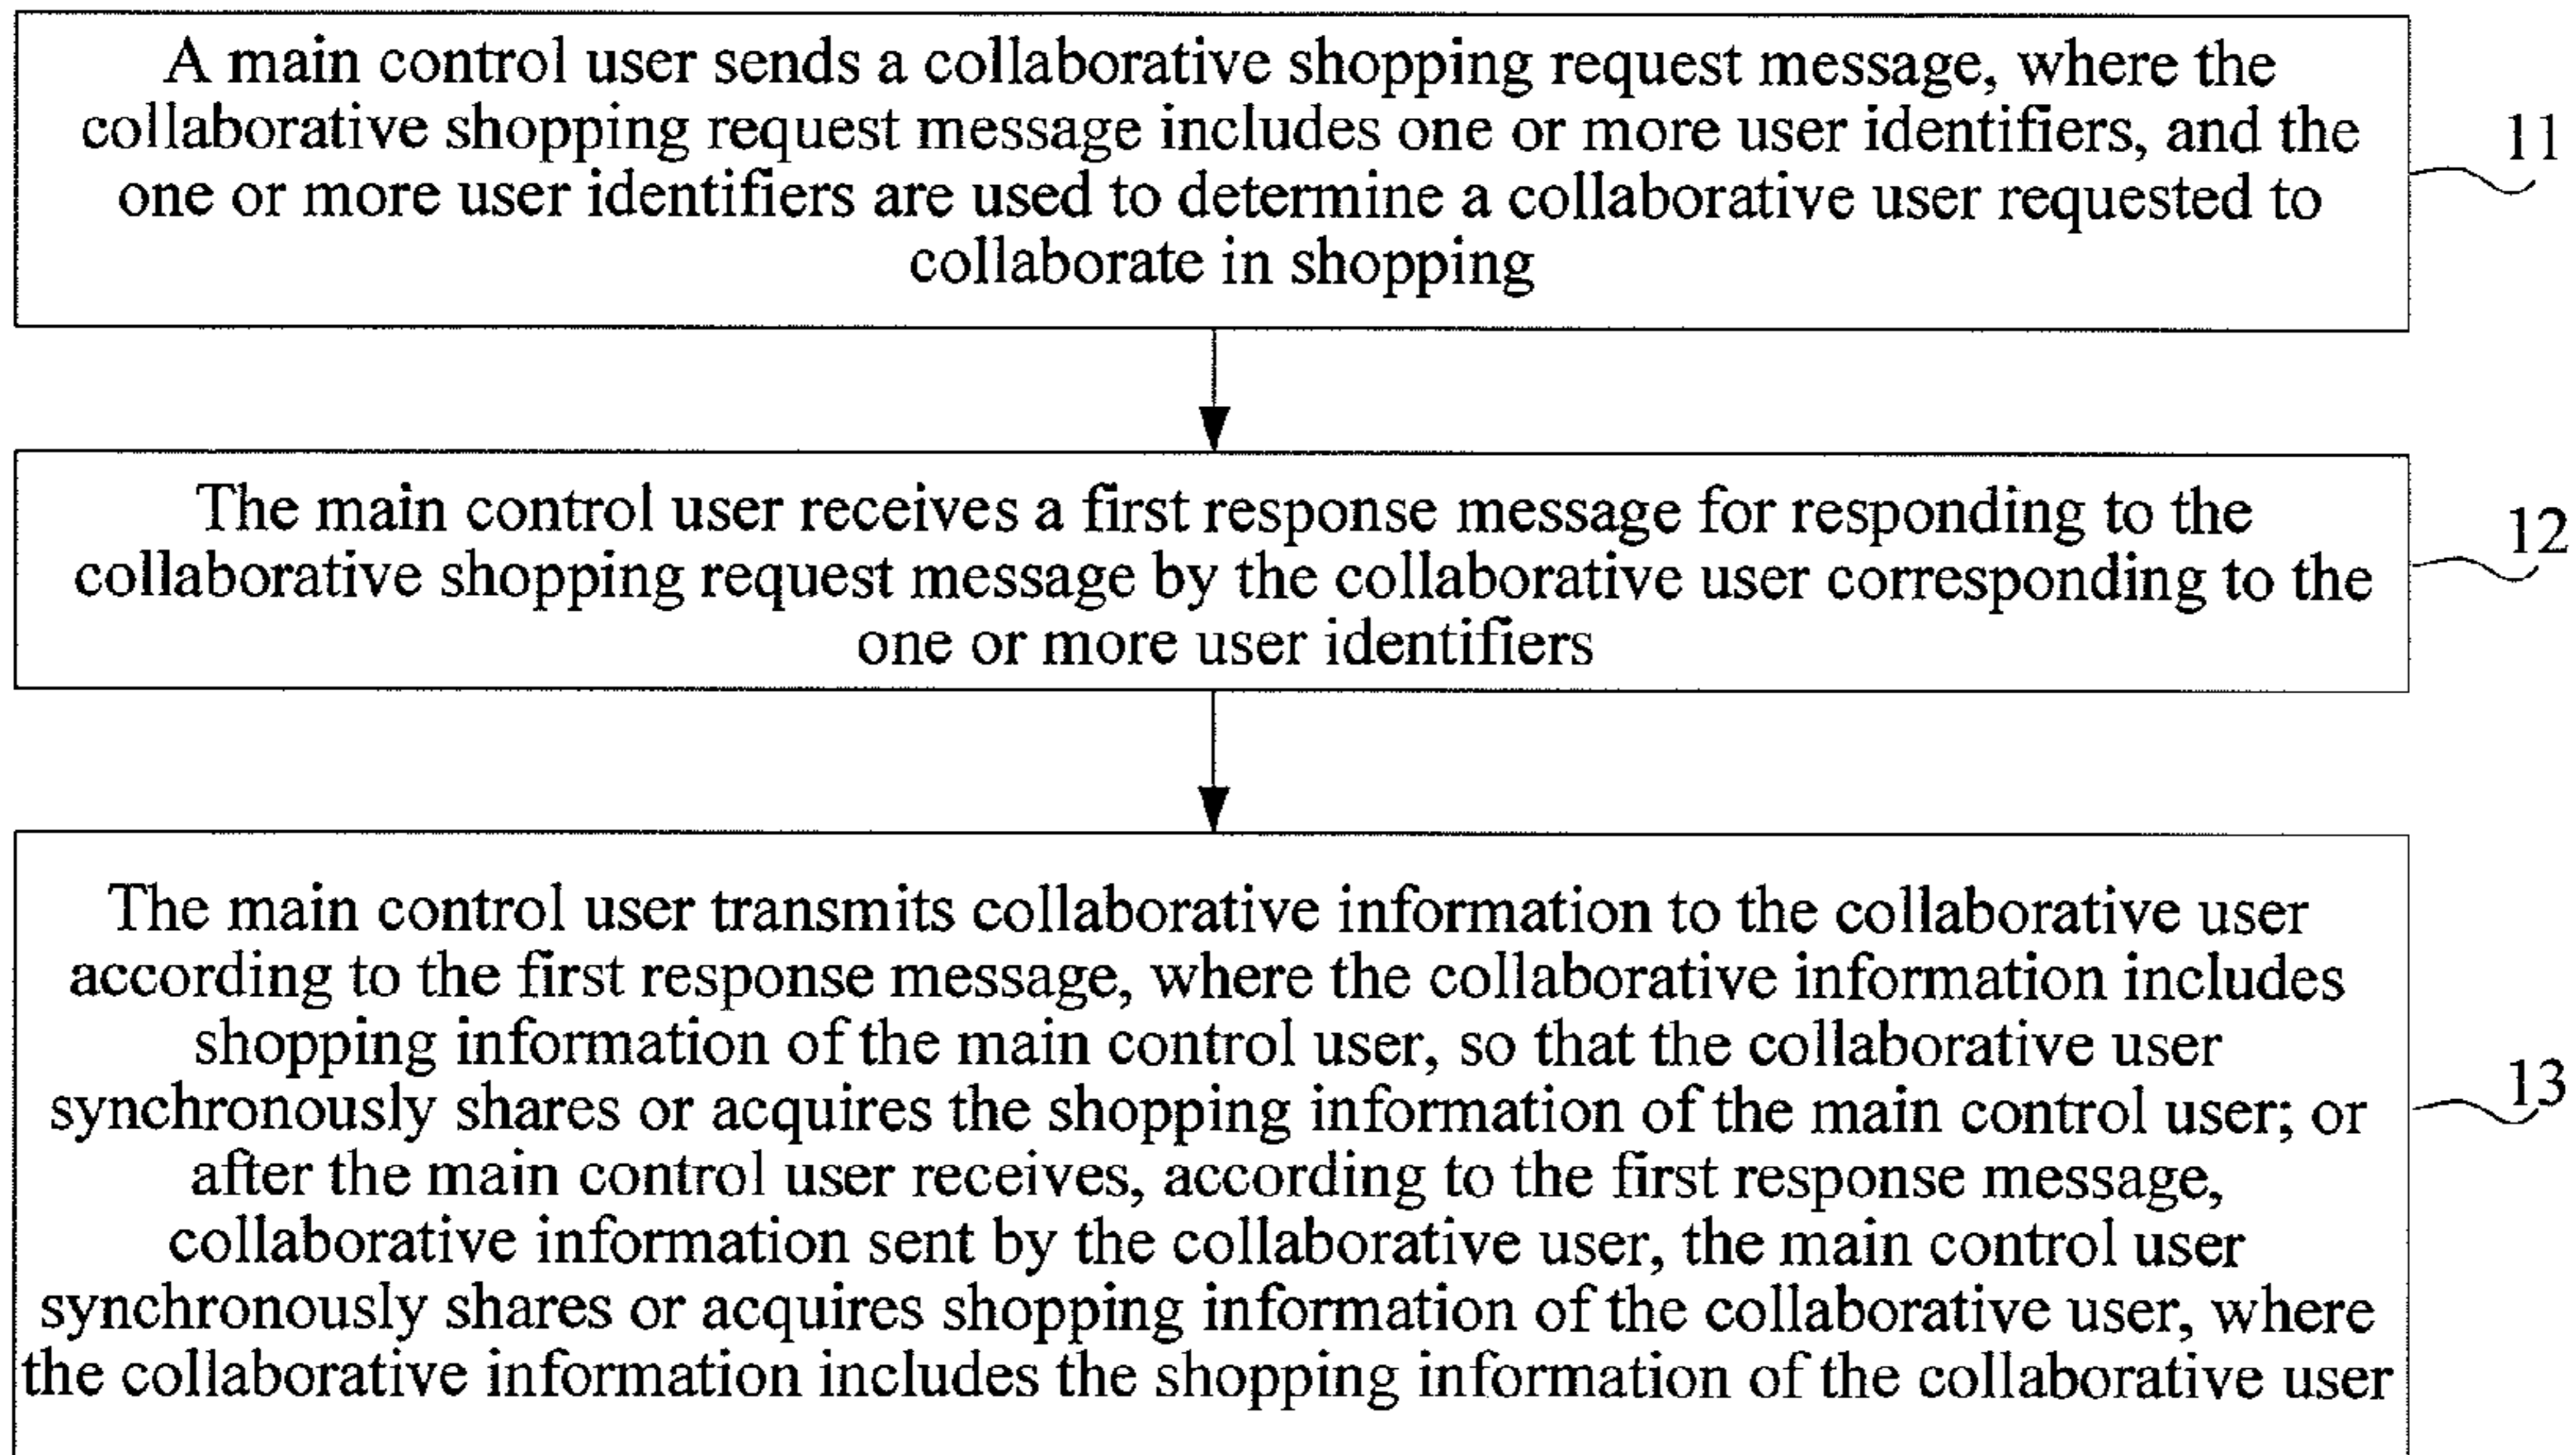 A main control user sends a collaborative shopping request message, where the
collaborative shopping request message includes one or more user identifiers, and the
one or more user identifiers are used to determine a collaborative user requested to
collaborate in shopping
11
The main control user receives a first response message for responding to the
collaborative shopping request message by the collaborative user corresponding to the
one or more user identifiers
12
The main control user transmits collaborative information to the collaborative user
according to the first response message, where the collaborative information includes
shopping information of the main control user, so that the collaborative user
synchronously shares or acquires the shopping information of the main control user; or
after the main control user receives, according to the first response message,
collaborative information sent by the collaborative user, the main control user
synchronously shares or acquires shopping information of the collaborative user, where
the collaborative information includes the shopping information of the collaborative user
13